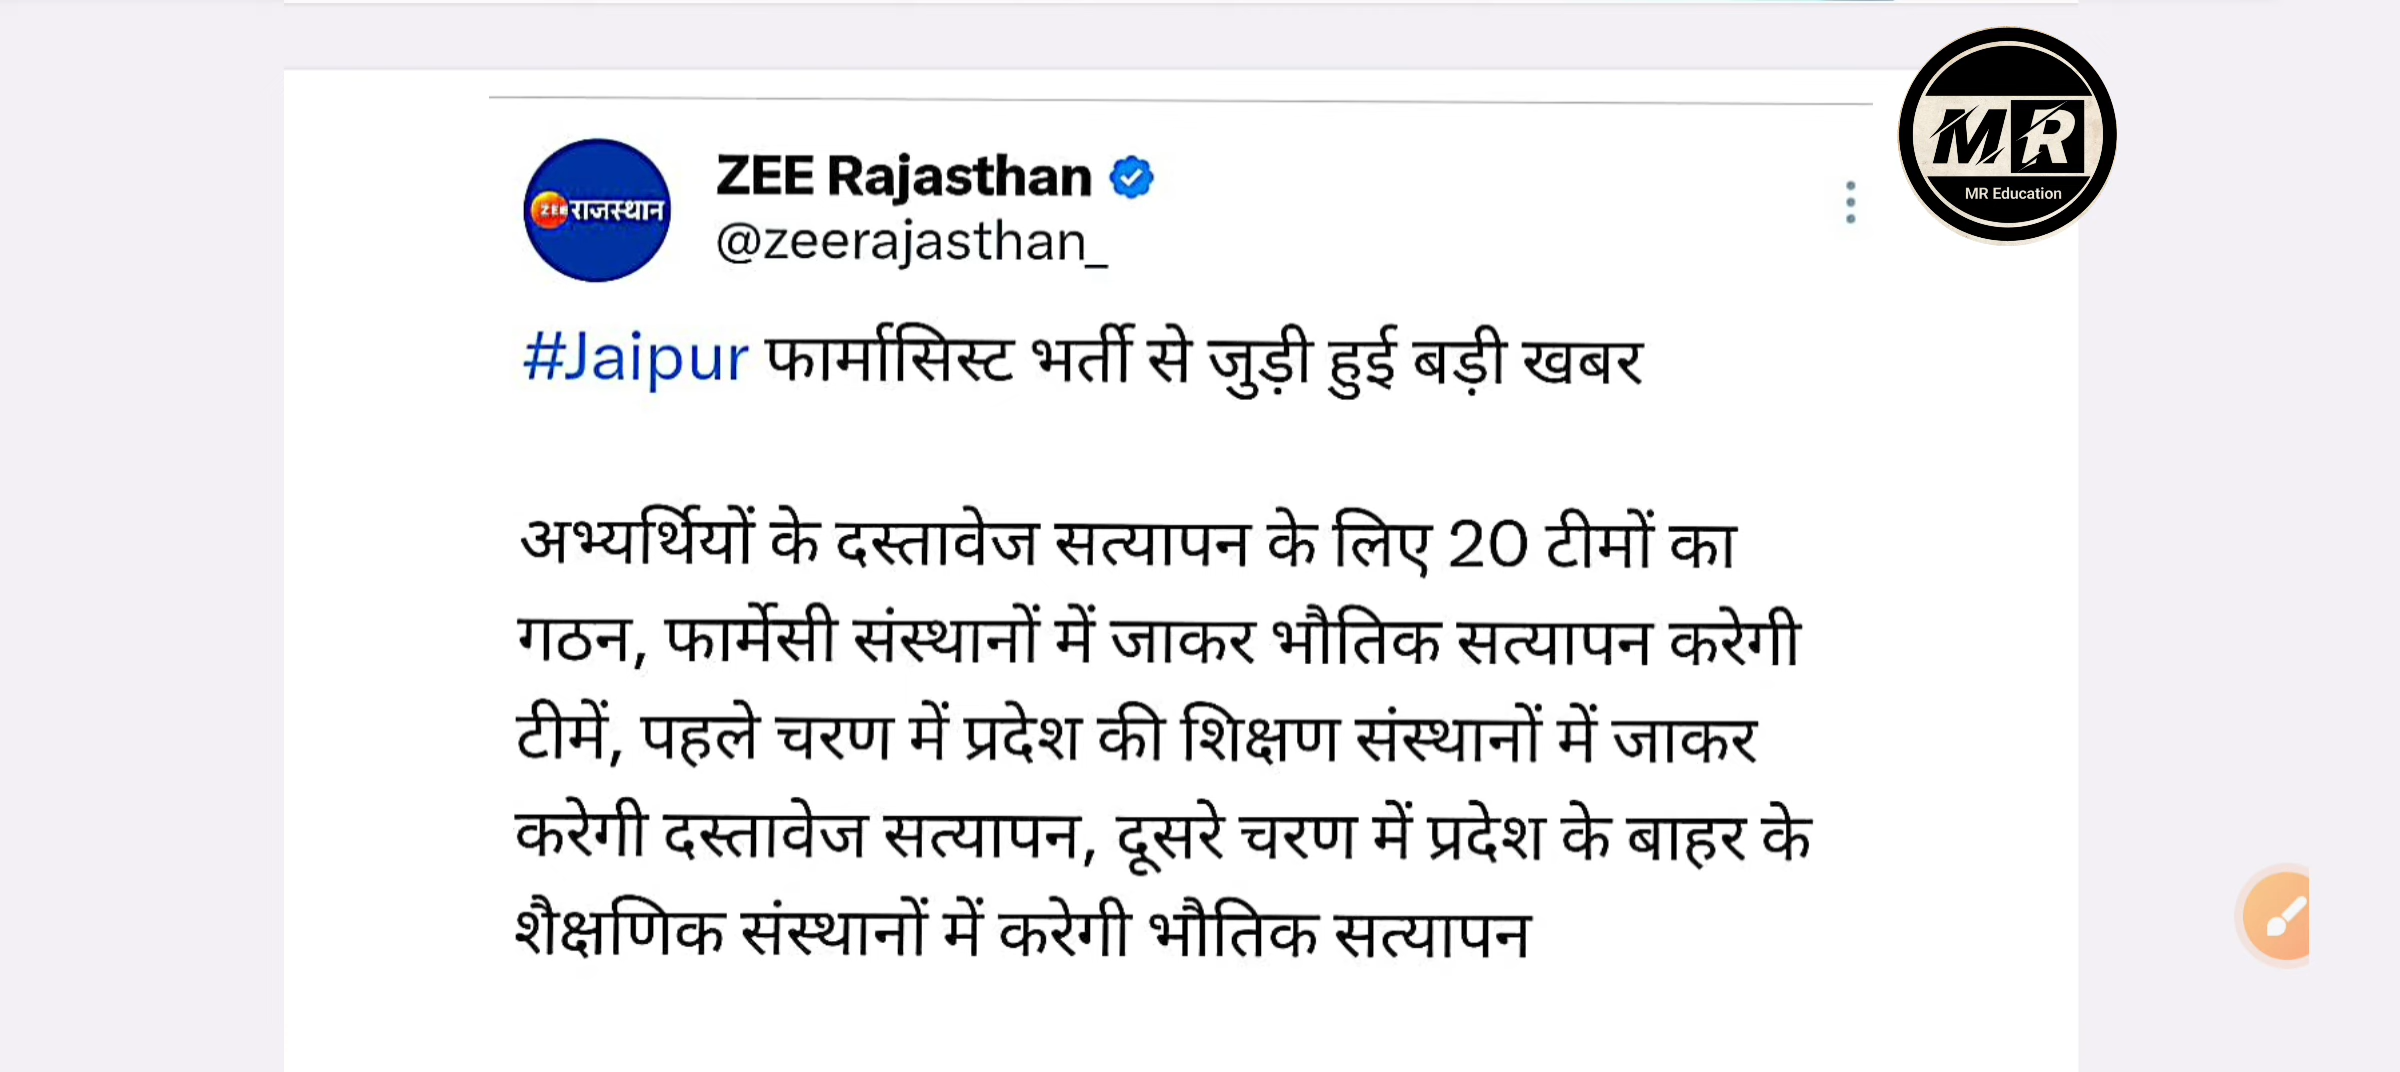 MR
MR Education
ZEE राजस्थान
ZEE Rajasthan
@zeerajasthan_
#Jaipur फार्मासिस्ट भर्ती से जुड़ी हुई बड़ी खबर
अभ्यर्थियों के दस्तावेज सत्यापन के लिए 20 टीमों का
गठन, फार्मेसी संस्थानों में जाकर भौतिक सत्यापन करेगी
टीमें, पहले चरण में प्रदेश की शिक्षण संस्थानों में जाकर
करेगी दस्तावेज सत्यापन, दूसरे चरण में प्रदेश के बाहर के
शैक्षणिक संस्थानों में करेगी भौतिक सत्यापन